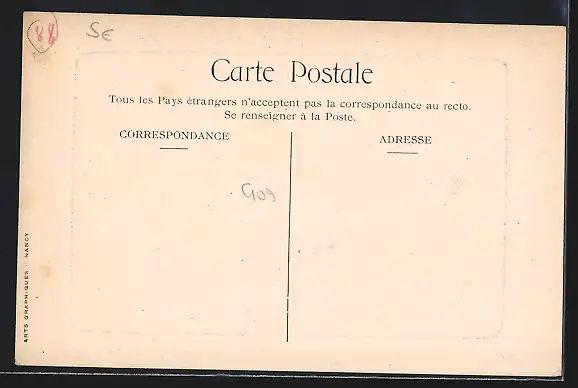 88
5€
Carte Postale
Tous les Pays étrangers n'acceptent pas la correspondance au recto.
Se renseigner à la Poste.
CORRESPONDANCE
ADRESSE
G09
ARTS GRAPHIQUES - NANCY